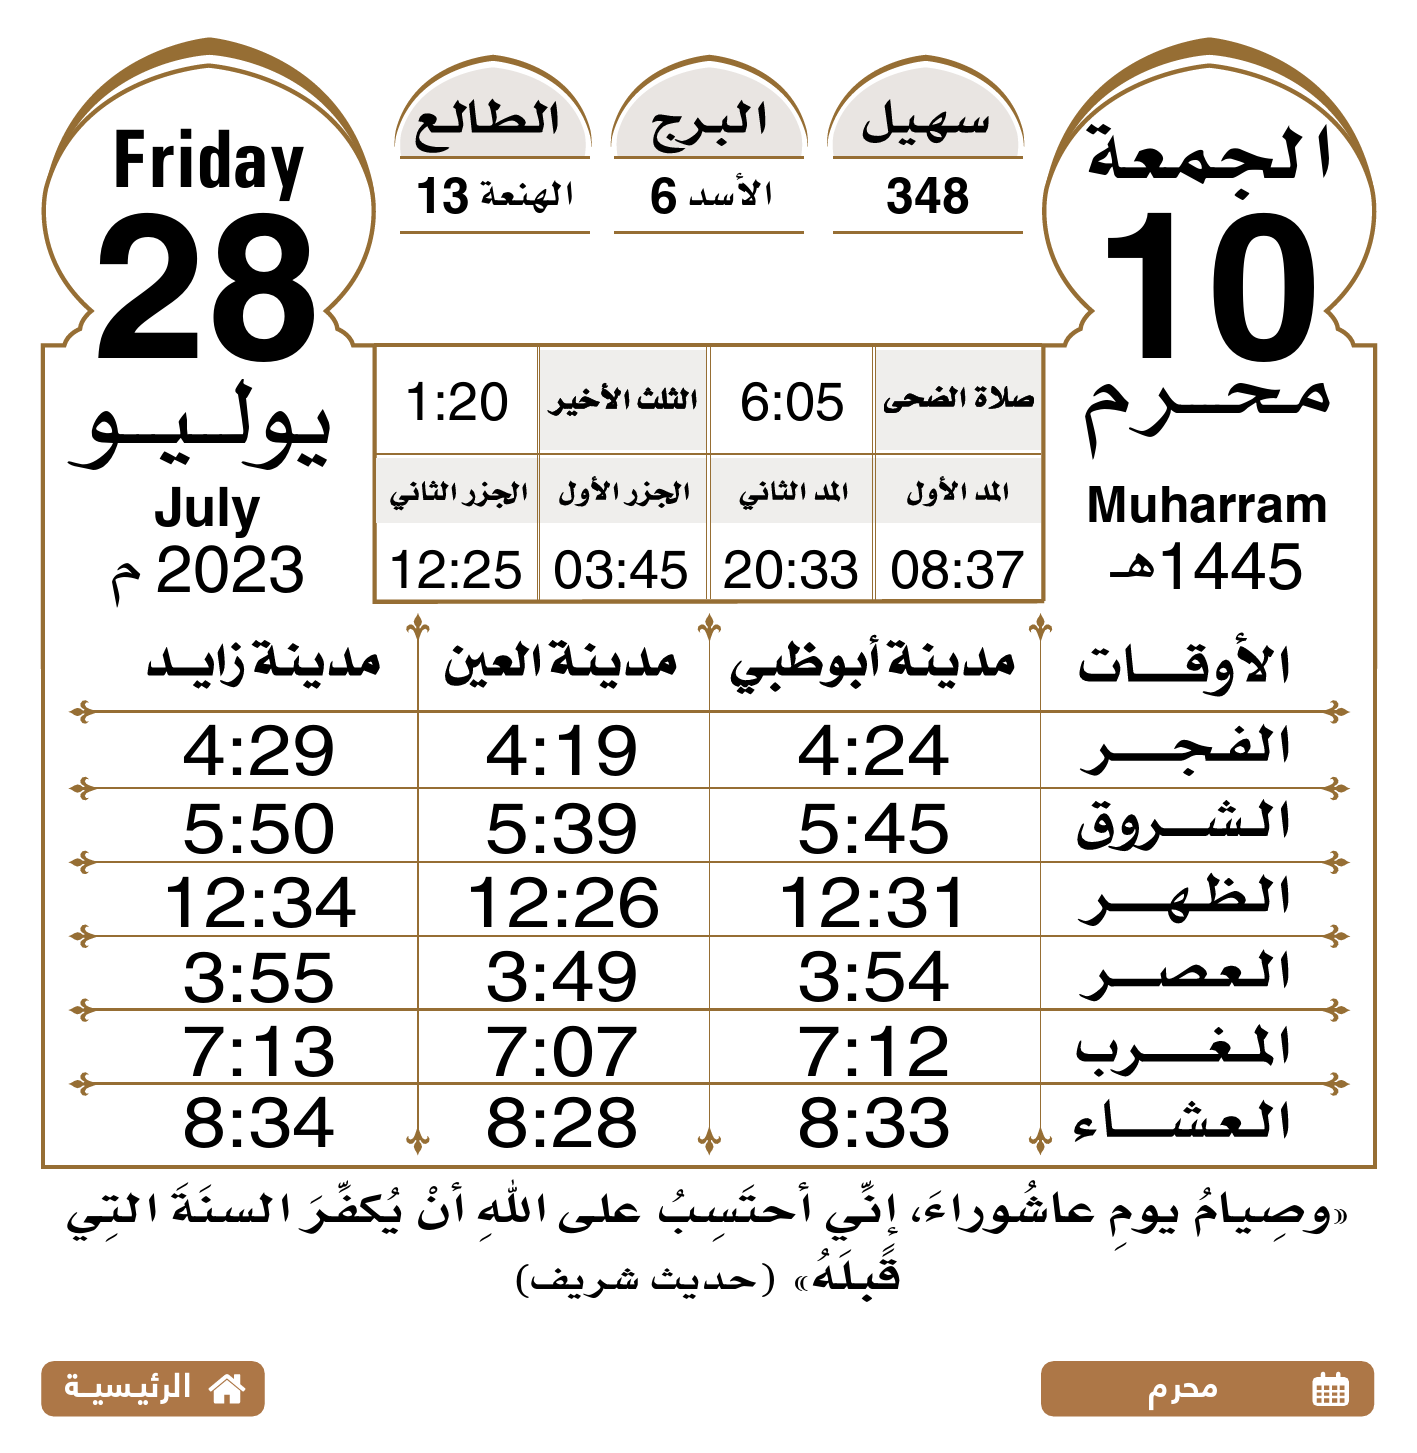 الجمعة
10
محرم
Muharram
1445هـ
سهيل
348
البرج
الأسد 6
الطالع
الهنعة 13
Friday
28
يوليو
July
2023 م
صلاة الضحى 6:05 الثلث الأخير 1:20
المد الأول المد الثاني الجزر الأول الجزر الثاني
08:37 20:33 03:45 12:25
الأوقات مدينة أبوظبي مدينة العين مدينة زايد
الفجر 4:24 4:19 4:29
الشروق 5:45 5:39 5:50
الظهر 12:31 12:26 12:34
العصر 3:54 3:49 3:55
المغرب 7:12 7:07 7:13
العشاء 8:33 8:28 8:34
«وصِيامُ يومِ عاشُوراءَ، إنِّي أحتَسِبُ على اللهِ أنْ يُكفِّرَ السنَةَ التِي
قَبلَهُ» (حديث شريف)
محرم
الرئيسية